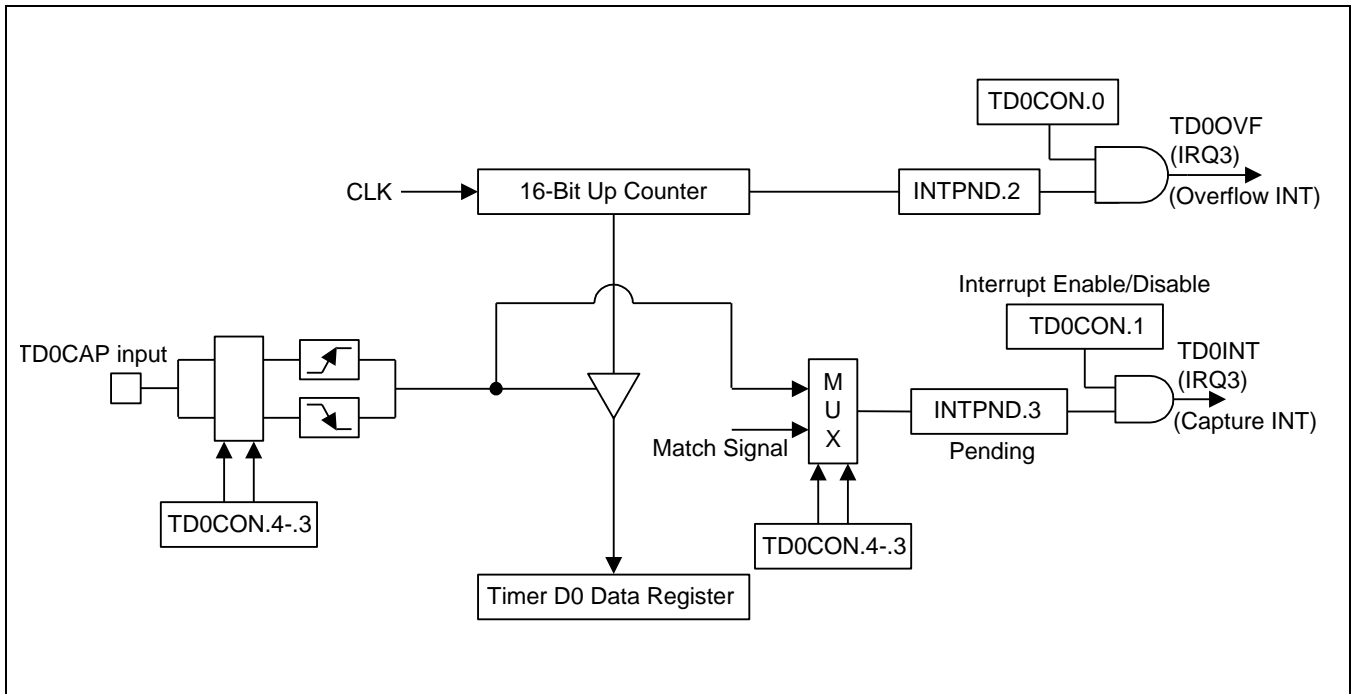 TD0CON.0
TD0OVF
(IRQ3)
(Overflow INT)
CLK
16-Bit Up Counter
INTPND.2
Interrupt Enable/Disable
TD0CON.1
TD0INT
(IRQ3)
(Capture INT)
TD0CAP input
M
U
X
INTPND.3
Pending
Match Signal
TD0CON.4-.3
TD0CON.4-.3
Timer D0 Data Register